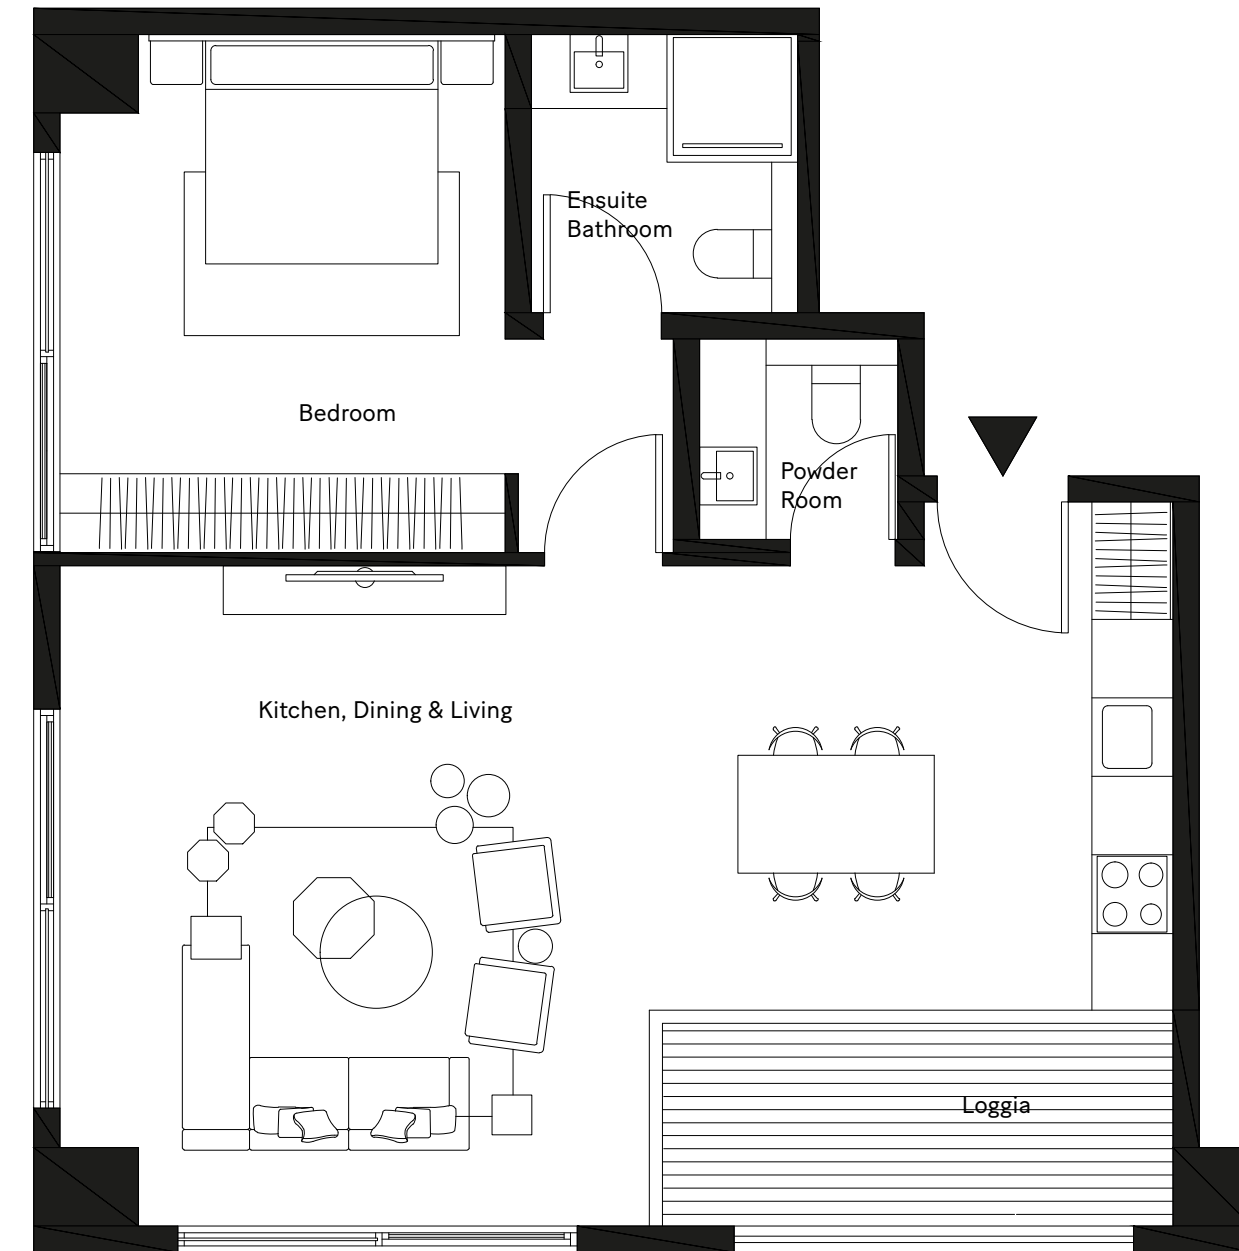 Ensuite
Bathroom
Bedroom
Powder
Room
Kitchen, Dining & Living
Loggia